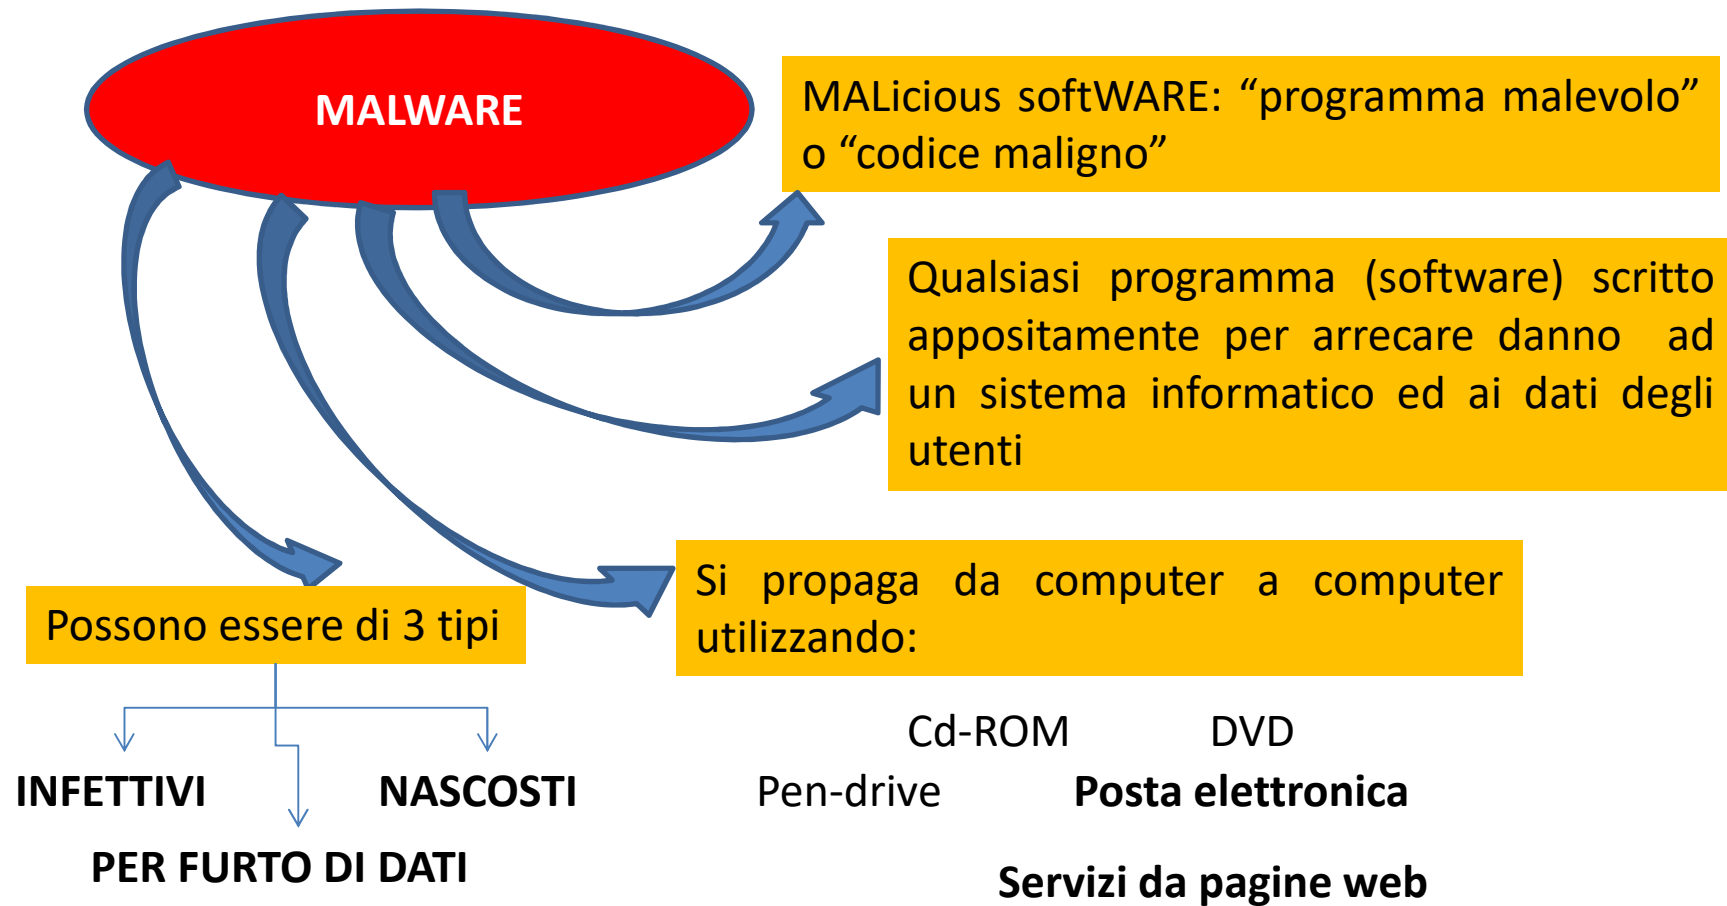 MALWARE
MALicious softWARE: “programma malevolo”
o “codice maligno”
Qualsiasi programma (software) scritto
appositamente per arrecare danno ad
un sistema informatico ed ai dati degli
utenti
Possono essere di 3 tipi
Si propaga da computer a computer
utilizzando:
INFETTIVI
NASCOSTI
PER FURTO DI DATI
Cd-ROM DVD
Pen-drive Posta elettronica
Servizi da pagine web